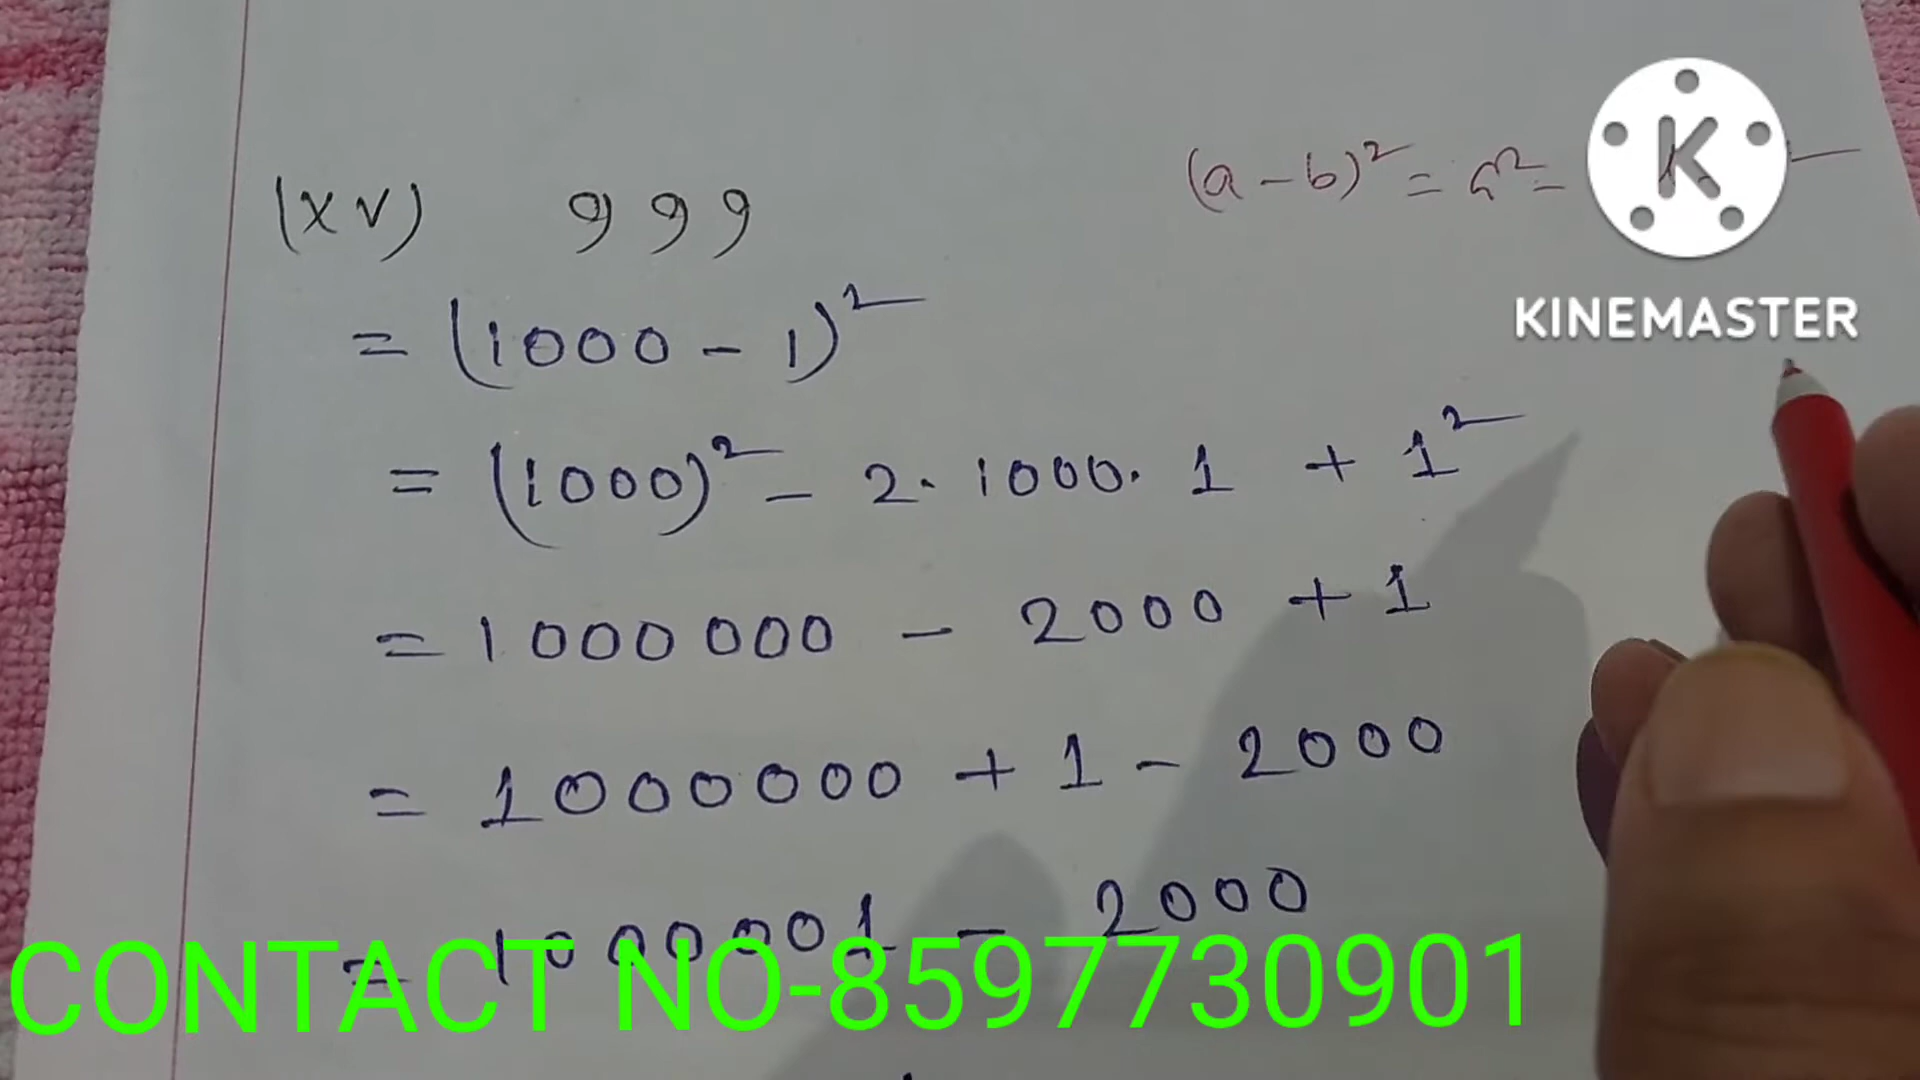 (xv) 999
(a-b)² = a² -
KINEMASTER
= (1000 - 1)²
= (1000)² - 2. 1000. 1 + 1²
= 1000000 - 2000 + 1
= 1000000 + 1 - 2000
= 1000001 - 2000
CONTACT NO-8597730901